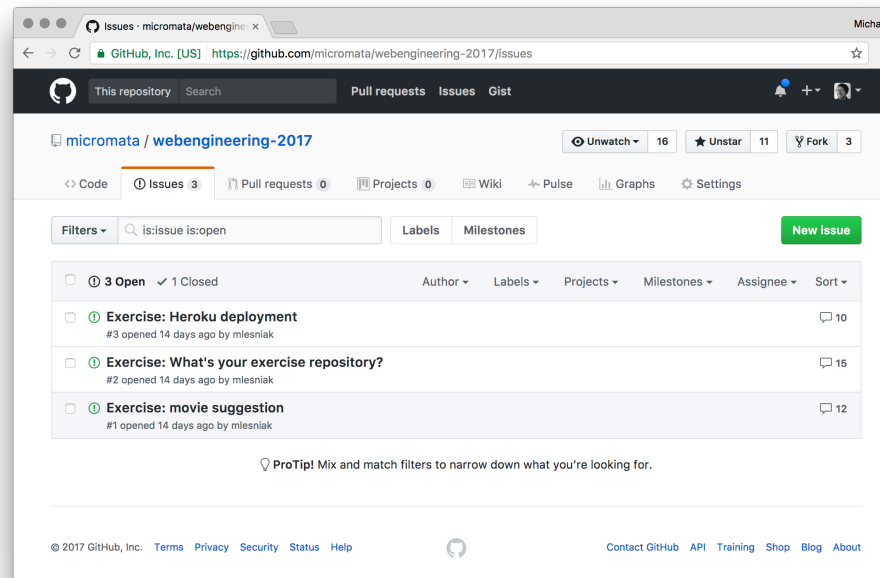 Issues · micromata/webengine
Micha
GitHub, Inc. [US] https://github.com/micromata/webengineering-2017/issues
This repository Search Pull requests Issues Gist
micromata / webengineering-2017 Unwatch 16 Unstar 11 Fork 3
Code Issues 3 Pull requests 0 Projects 0 Wiki Pulse Graphs Settings
Filters is:issue is:open Labels Milestones New issue
3 Open 1 Closed Author Labels Projects Milestones Assignee Sort
Exercise: Heroku deployment 10
#3 opened 14 days ago by mlesniak
Exercise: What's your exercise repository? 15
#2 opened 14 days ago by mlesniak
Exercise: movie suggestion 12
#1 opened 14 days ago by mlesniak
ProTip! Mix and match filters to narrow down what you’re looking for.
© 2017 GitHub, Inc. Terms Privacy Security Status Help Contact GitHub API Training Shop Blog About